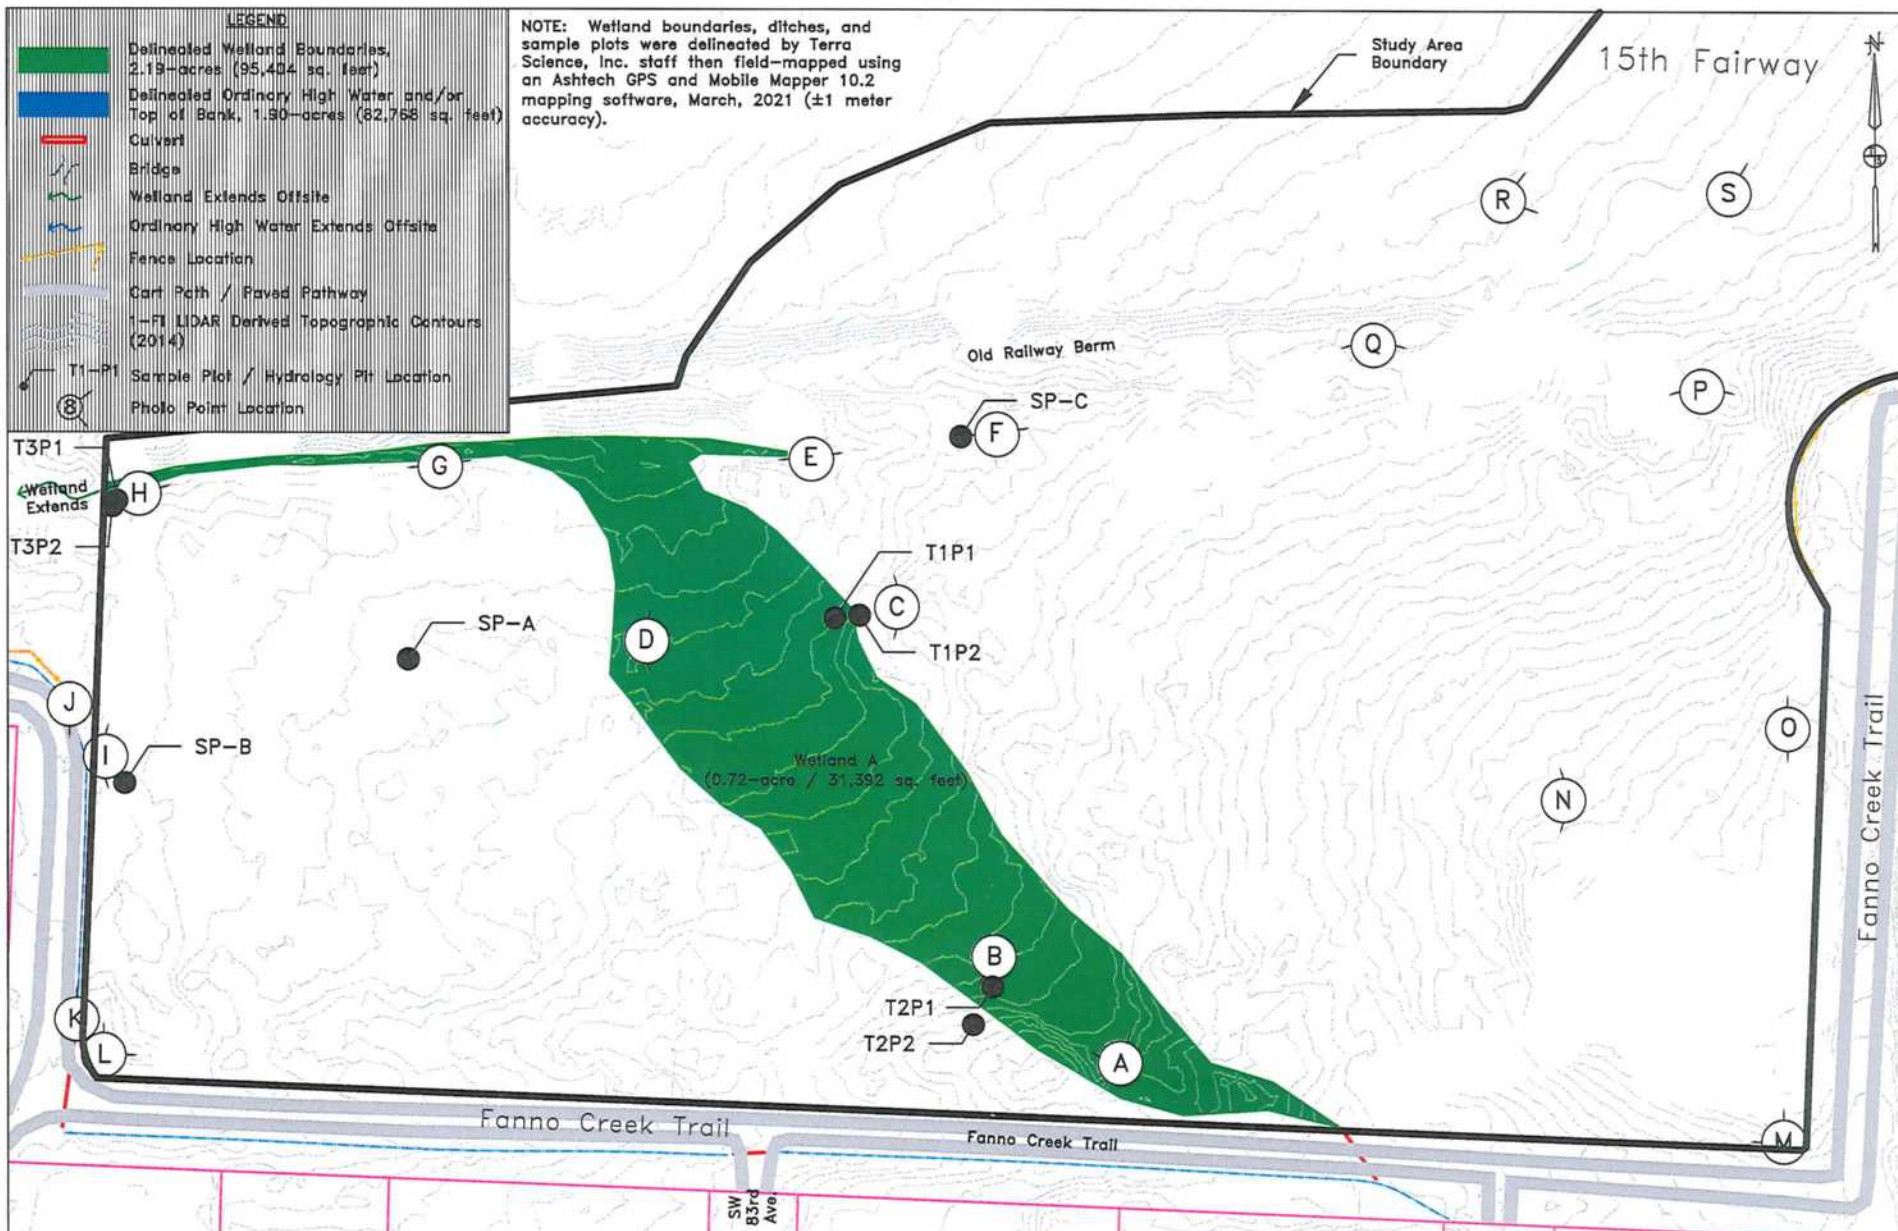 LEGEND
Delineated Wetland Boundaries,
2.19-acres (95,404 sq. feet)
Delineated Ordinary High Water and/or
Top of Bank, 1.90-acres (82,768 sq. feet)
Culvert
Bridge
Wetland Extends Offsite
Ordinary High Water Extends Offsite
Fence Location
Cart Path / Paved Pathway
1-Ft LIDAR Derived Topographic Contours
(2014)
T1-P1
Sample Plot / Hydrology Pit Location
8
Photo Point Location
NOTE: Wetland boundaries, ditches, and
sample plots were delineated by Terra
Science, Inc. staff then field-mapped using
an Ashtech GPS and Mobile Mapper 10.2
mapping software, March, 2021 (±1 meter
accuracy).
Study Area
Boundary
15th Fairway
N
R
S
Q
Old Railway Berm
P
SP-C
F
E
G
T3P1
H
Wetland
Extends
T3P2
T1P1
C
T1P2
D
SP-A
J
I
SP-B
O
N
Wetland A
(0.72-acre / 31,392 sq. feet)
Fanno Creek Trail
B
T2P1
T2P2
A
K
L
M
Fanno Creek Trail
Fanno Creek Trail
SW
83rd
Ave.